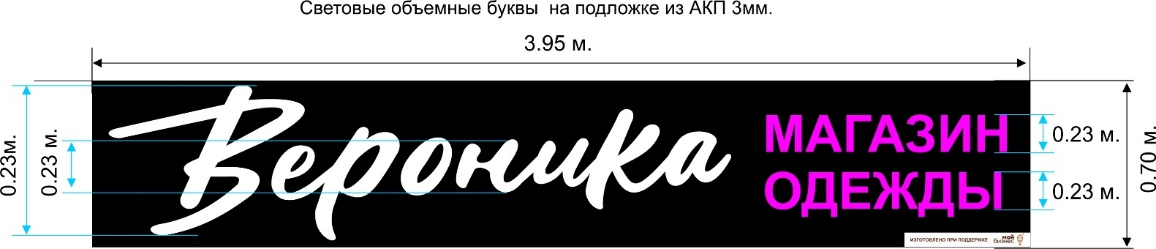 Световые объемные буквы на подложке из АКП 3мм.
3.95 м.
0.23м.
0.23 м.
Вероника
МАГАЗИН
ОДЕЖДЫ
0.23 м.
0.23 м.
0.70 м.
ИЗГОТОВЛЕНО ПРИ ПОДДЕРЖКЕ
мой
бизнес